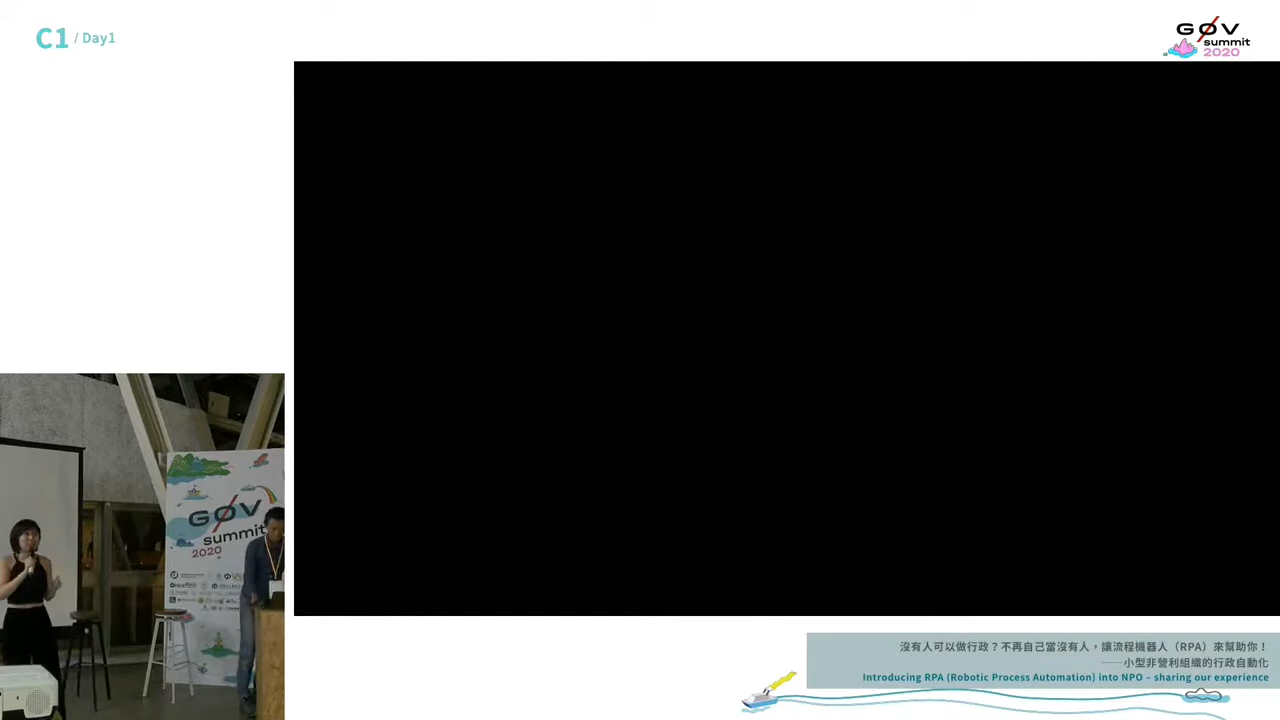 C1 / Day1
GØV
summit
2020
GØV
summit
2020
沒有人可以做行政？不再自己當沒有人，讓流程機器人（RPA）來幫助你！
——小型非營利組織的行政自動化
Introducing RPA (Robotic Process Automation) into NPO – sharing our experience